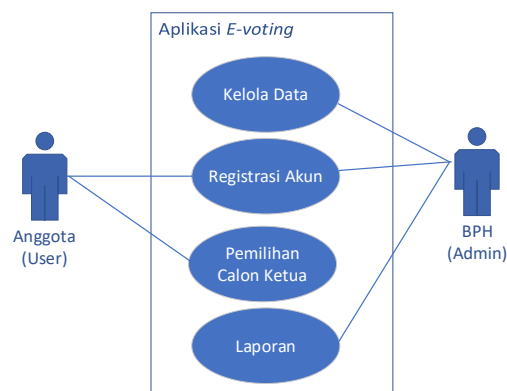 Aplikasi E-voting
Kelola Data
Registrasi Akun
Pemilihan
Calon Ketua
Laporan
Anggota
(User)
BPH
(Admin)